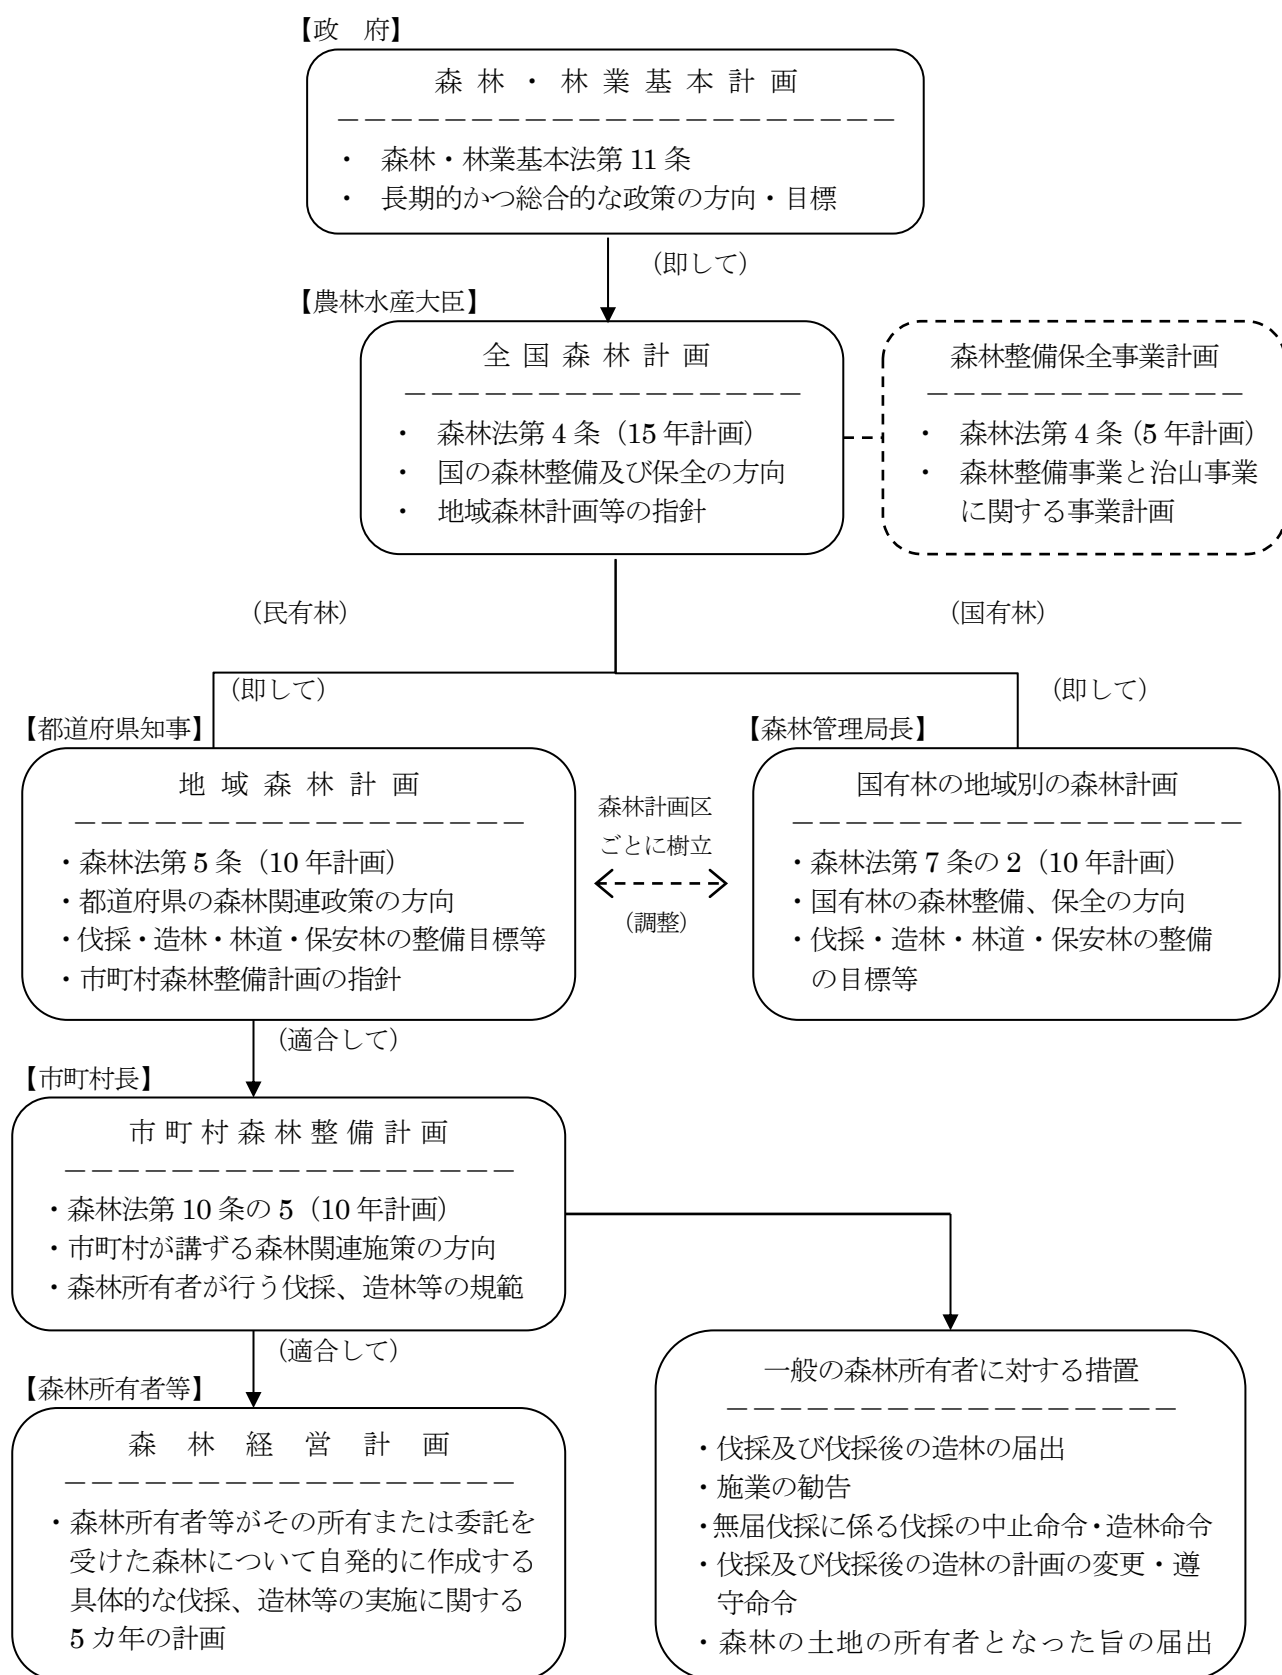 【政　府】
森 林 ・ 林 業 基 本 計 画
・ 森林・林業基本法第 11 条
・ 長期的かつ総合的な政策の方向・目標
（即して）
【農林水産大臣】
全 国 森 林 計 画
・ 森林法第 4 条（15 年計画）
・ 国の森林整備及び保全の方向
・ 地域森林計画等の指針
森林整備保全事業計画
・ 森林法第 4 条（5 年計画）
・ 森林整備事業と治山事業
に関する事業計画
（民有林）
（国有林）
（即して）
（即して）
【都道府県知事】
地 域 森 林 計 画
・森林法第 5 条（10 年計画）
・都道府県の森林関連政策の方向
・伐採・造林・林道・保安林の整備目標等
・市町村森林整備計画の指針
森林計画区
ごとに樹立
（調整）
【森林管理局長】
国有林の地域別の森林計画
・森林法第 7 条の 2（10 年計画）
・国有林の森林整備、保全の方向
・伐採・造林・林道・保安林の整備
の目標等
（適合して）
【市町村長】
市 町 村 森 林 整 備 計 画
・森林法第 10 条の 5（10 年計画）
・市町村が講ずる森林関連施策の方向
・森林所有者が行う伐採、造林等の規範
（適合して）
【森林所有者等】
森　林　経　営　計　画
・森林所有者等がその所有または委託を
受けた森林について自発的に作成する
具体的な伐採、造林等の実施に関する
5 カ年の計画
一般の森林所有者に対する措置
・伐採及び伐採後の造林の届出
・施業の勧告
・無届伐採に係る伐採の中止命令・造林命令
・伐採及び伐採後の造林の計画の変更・遵
守命令
・森林の土地の所有者となった旨の届出